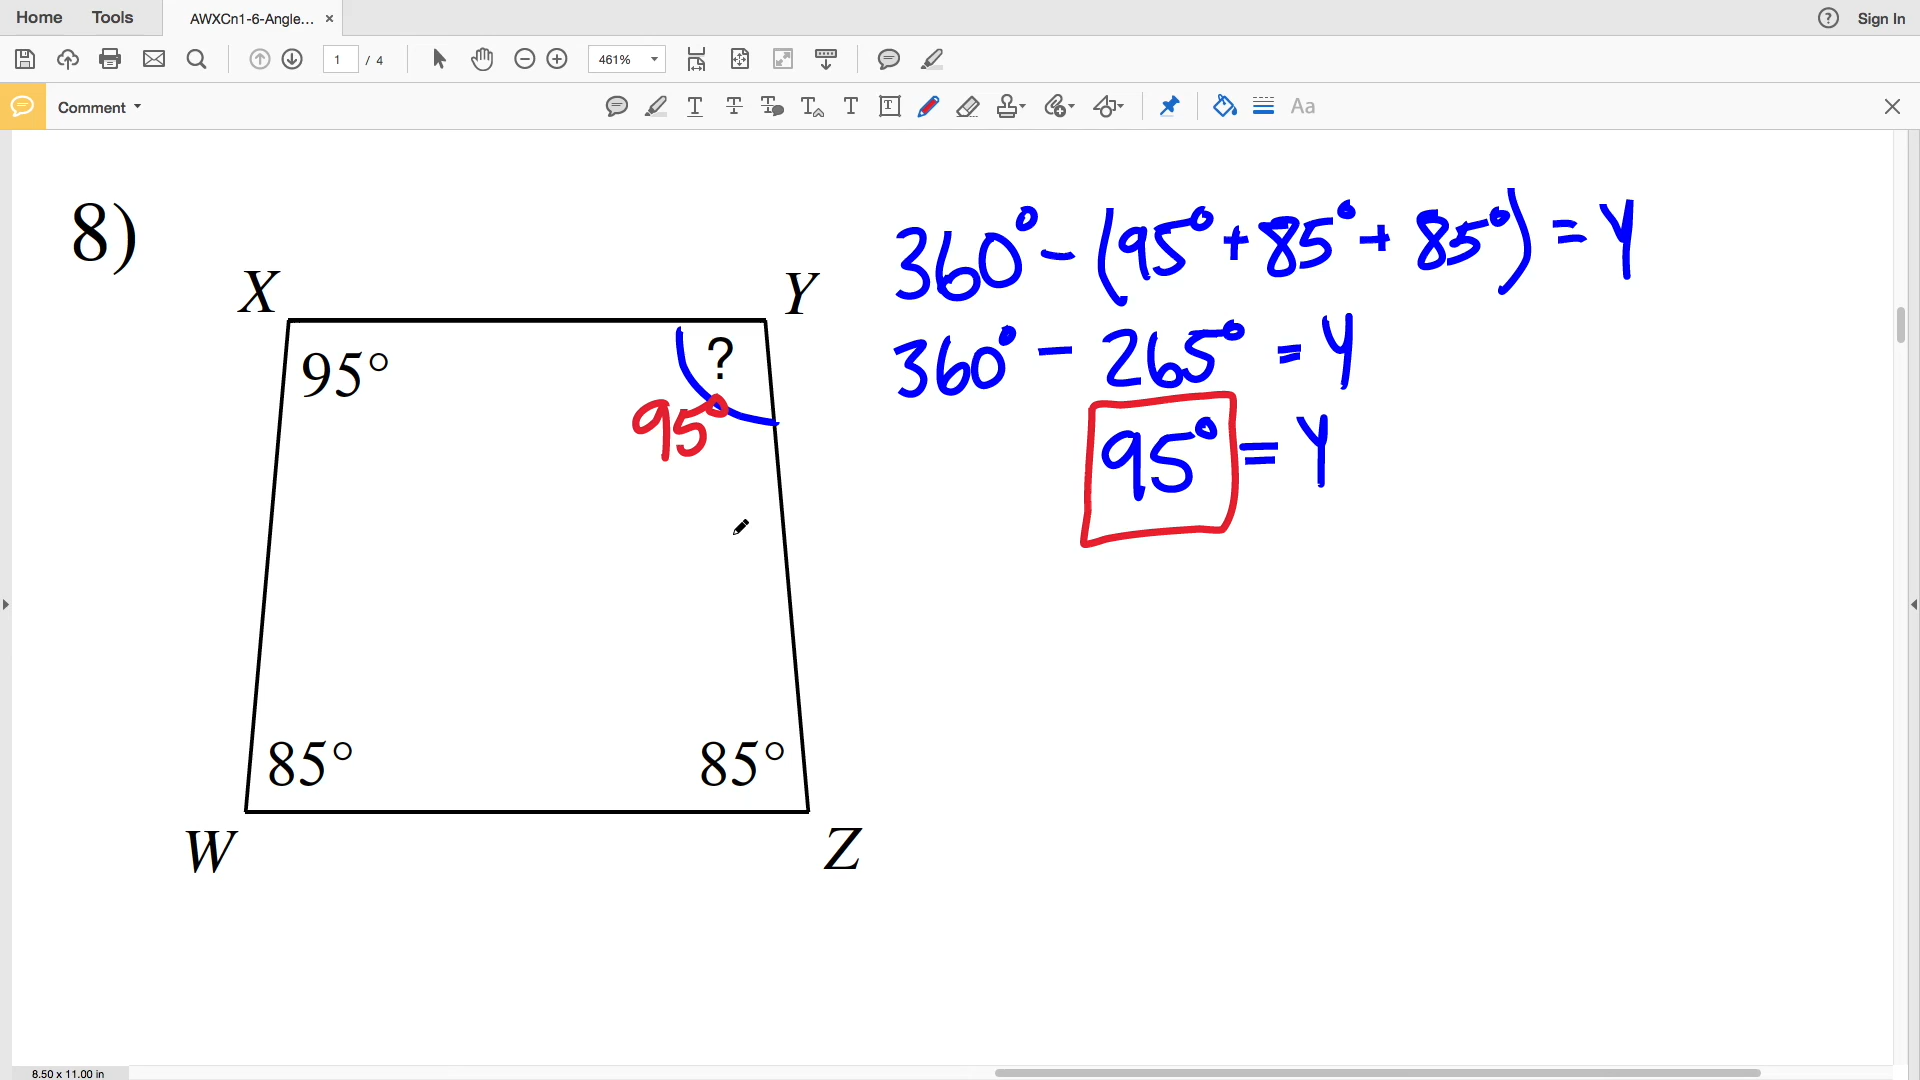 Home Tools AWXCn1-6-Angle... × ? Sign In
1 / 4 461%
Comment T T T T T T Aa
8)
360° - (95° + 85° + 85°) = Y
X Y
360° - 265° = Y
95° ?
95°
95° = Y
85° 85°
W Z
8.50 x 11.00 in